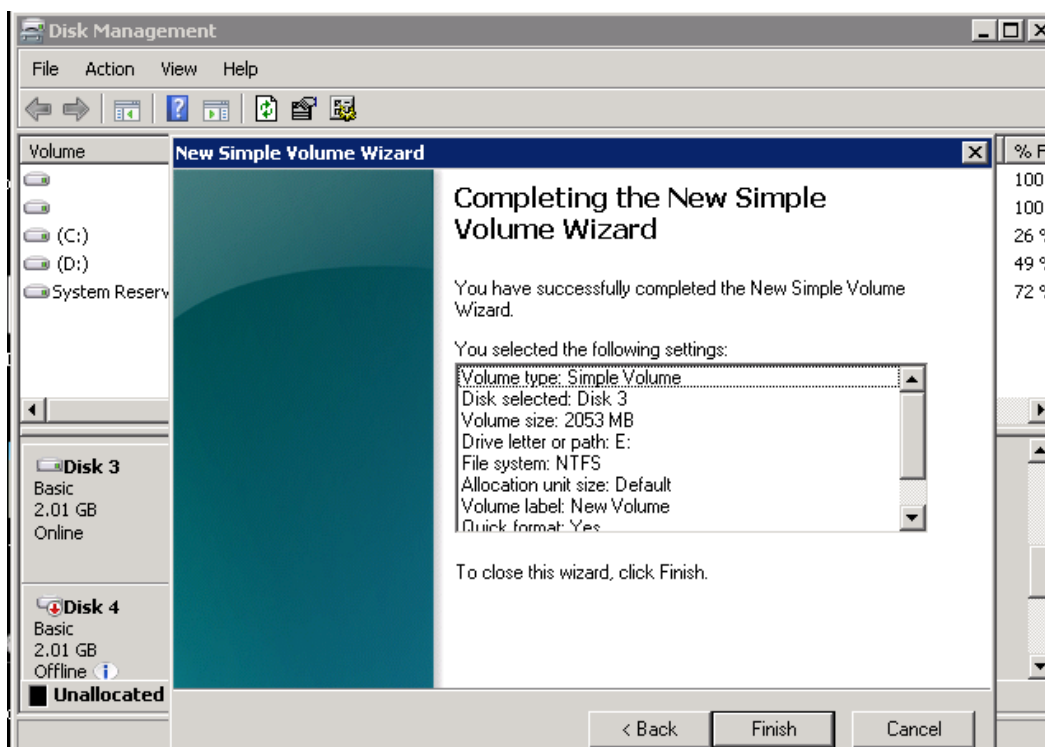 Disk Management
File Action View Help
Volume
% F
New Simple Volume Wizard
100
100
(C:)
26 %
(D:)
49 %
System Reserv
72 %
Completing the New Simple
Volume Wizard
You have successfully completed the New Simple Volume
Wizard.
You selected the following settings:
Volume type: Simple Volume
Disk selected: Disk 3
Volume size: 2053 MB
Drive letter or path: E:
File system: NTFS
Allocation unit size: Default
Volume label: New Volume
Quick format: Yes
To close this wizard, click Finish.
Disk 3
Basic
2.01 GB
Online
Disk 4
Basic
2.01 GB
Offline
Unallocated
< Back Finish Cancel